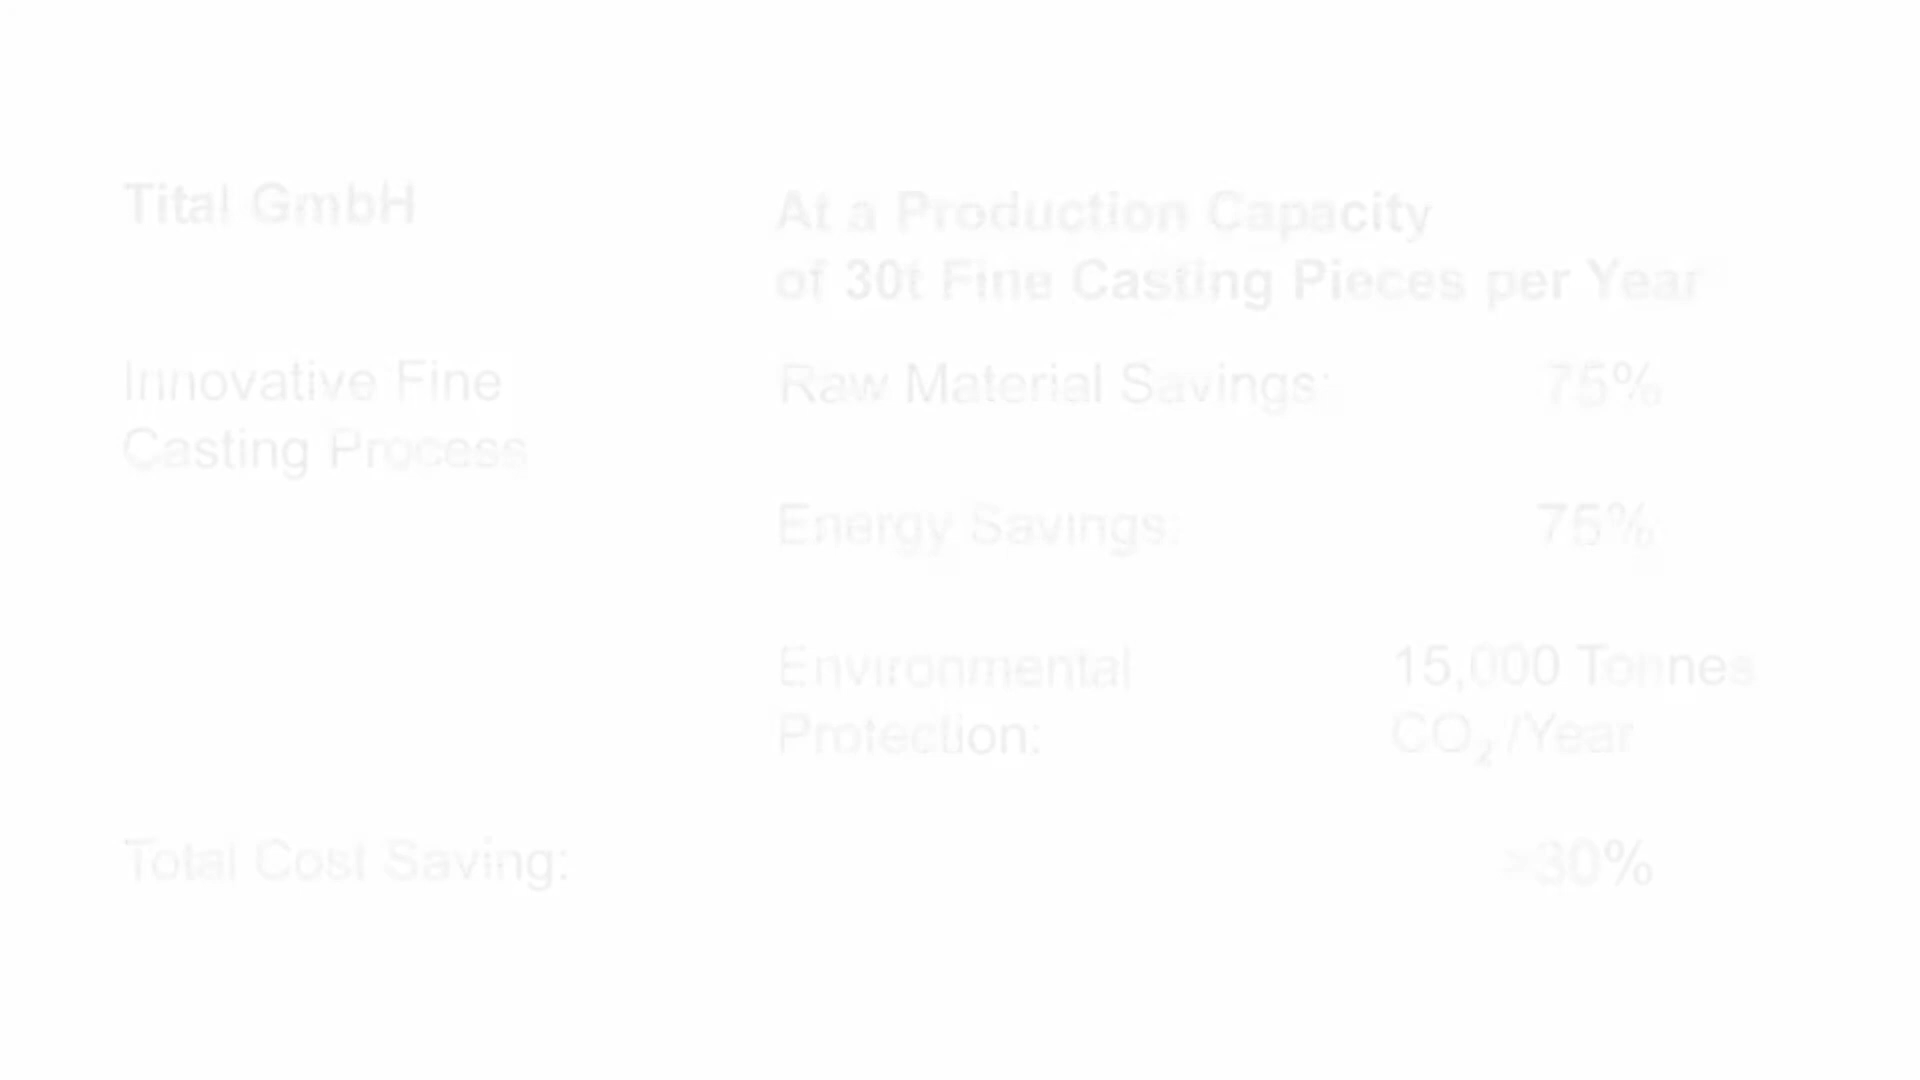 Tital GmbH
At a Production Capacity
of 30t Fine Casting Pieces per Year
Innovative Fine
Casting Process
Raw Material Savings: 75%
Energy Savings: 75%
Environmental
Protection:
15,000 Tonnes
CO₂/Year
Total Cost Saving: >30%